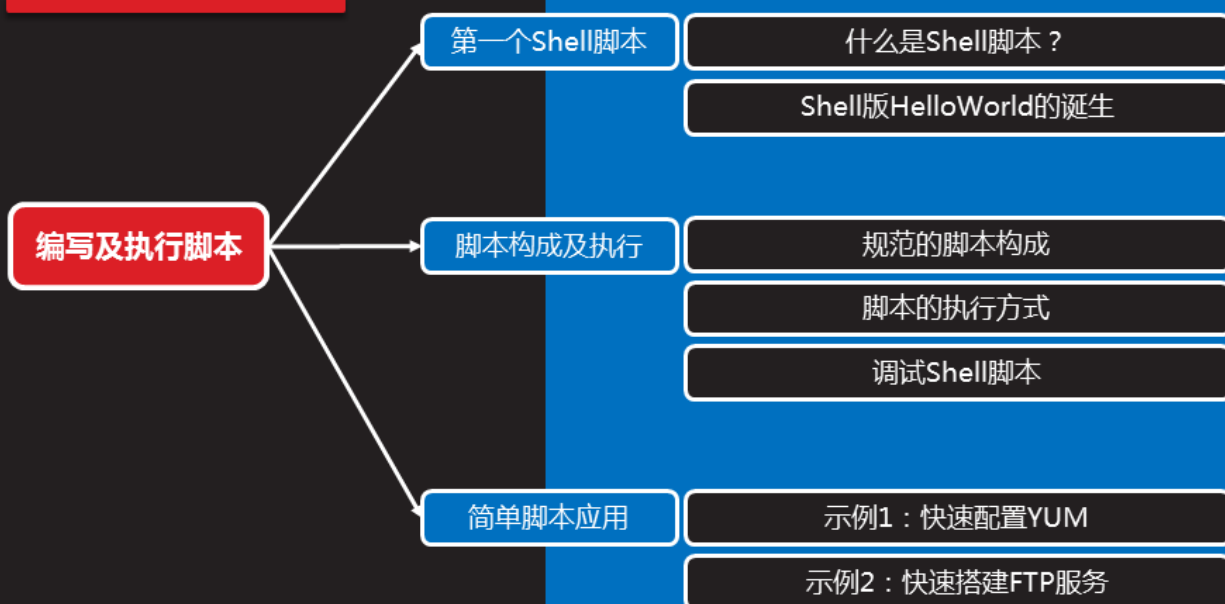 第一个Shell脚本
什么是Shell脚本？
Shell版HelloWorld的诞生
编写及执行脚本
脚本构成及执行
规范的脚本构成
脚本的执行方式
调试Shell脚本
简单脚本应用
示例1：快速配置YUM
示例2：快速搭建FTP服务